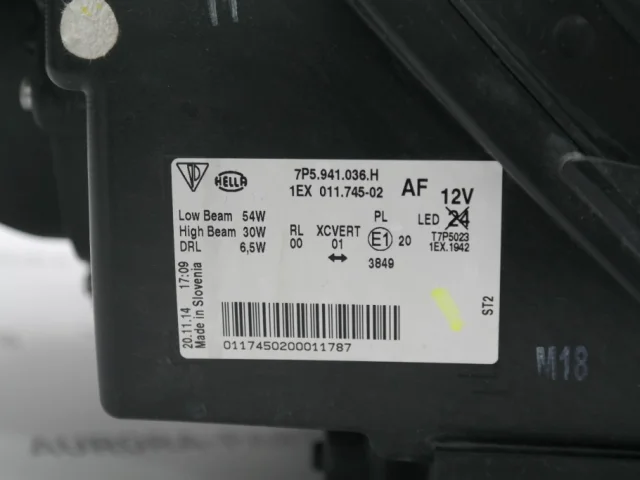 HELLA
7P5.941.036.H
1EX 011.745-02
AF 12V
Low Beam 54W
High Beam 30W
DRL 6,5W
RL
00
XCVERT
01
PL
E1 20
3849
LED 24
T7P5023
1EX.1942
20.11.14 17:09
Made in Slovenia
ST2
0117450200011787
M18